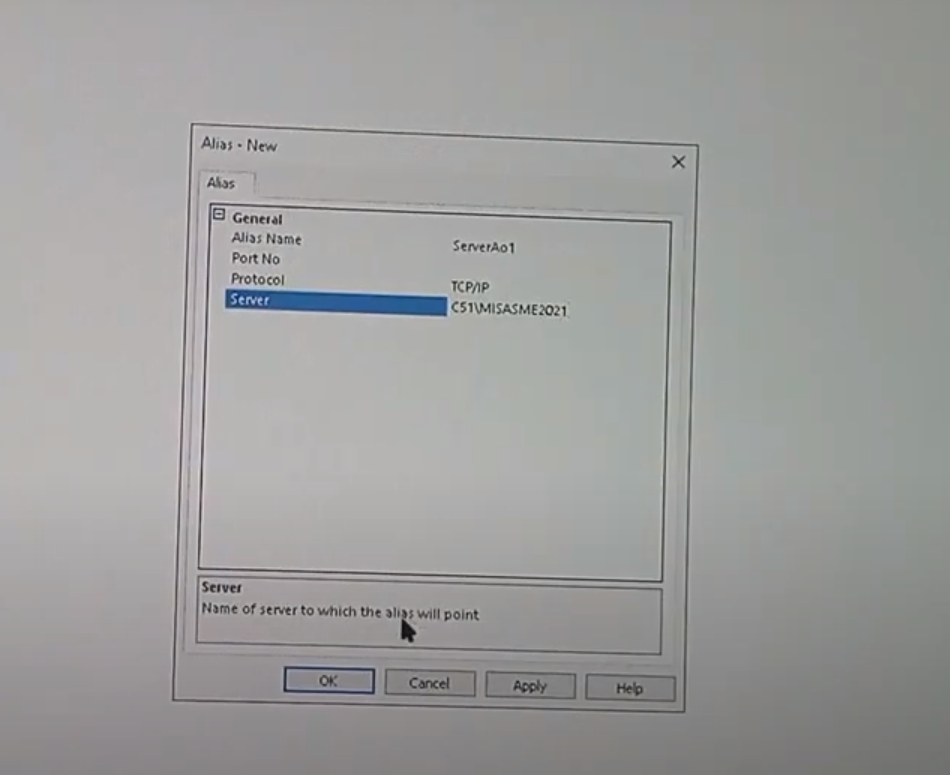 Alias - New
Alias
General
Alias Name ServerAo1
Port No
Protocol TCP/IP
Server C51\MISASME2021
Server
Name of server to which the alias will point
OK Cancel Apply Help